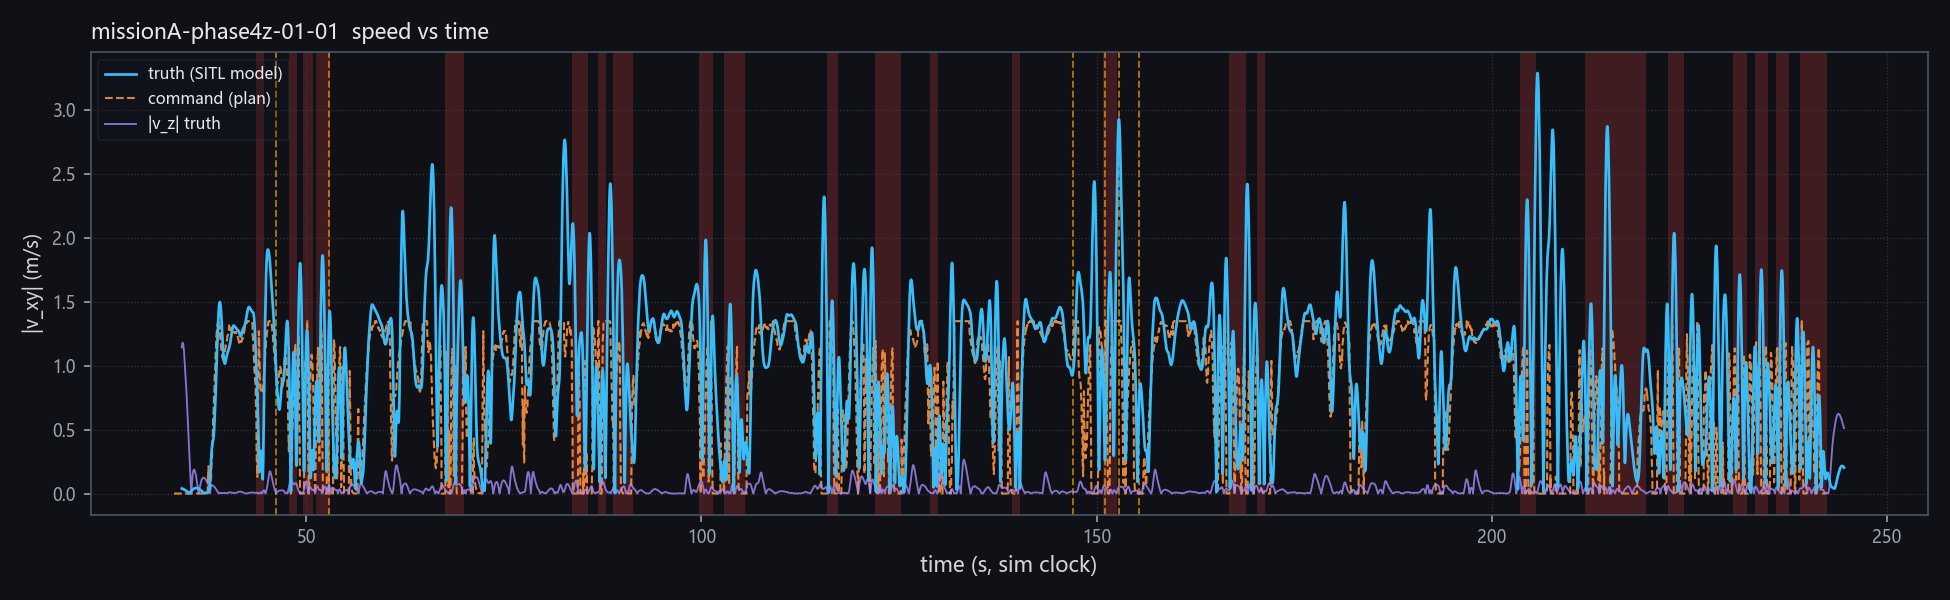 missionA-phase4z-01-01 speed vs time
truth (SITL model)
command (plan)
|v_z| truth
|v_xy| (m/s)
3.0
2.5
2.0
1.5
1.0
0.5
0.0
50
100
150
200
250
time (s, sim clock)